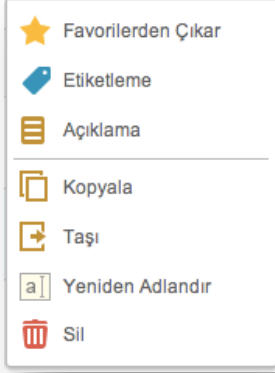 Favorilerden Çıkar
Etiketleme
Açıklama
Kopyala
Taşı
a Yeniden Adlandır
Sil